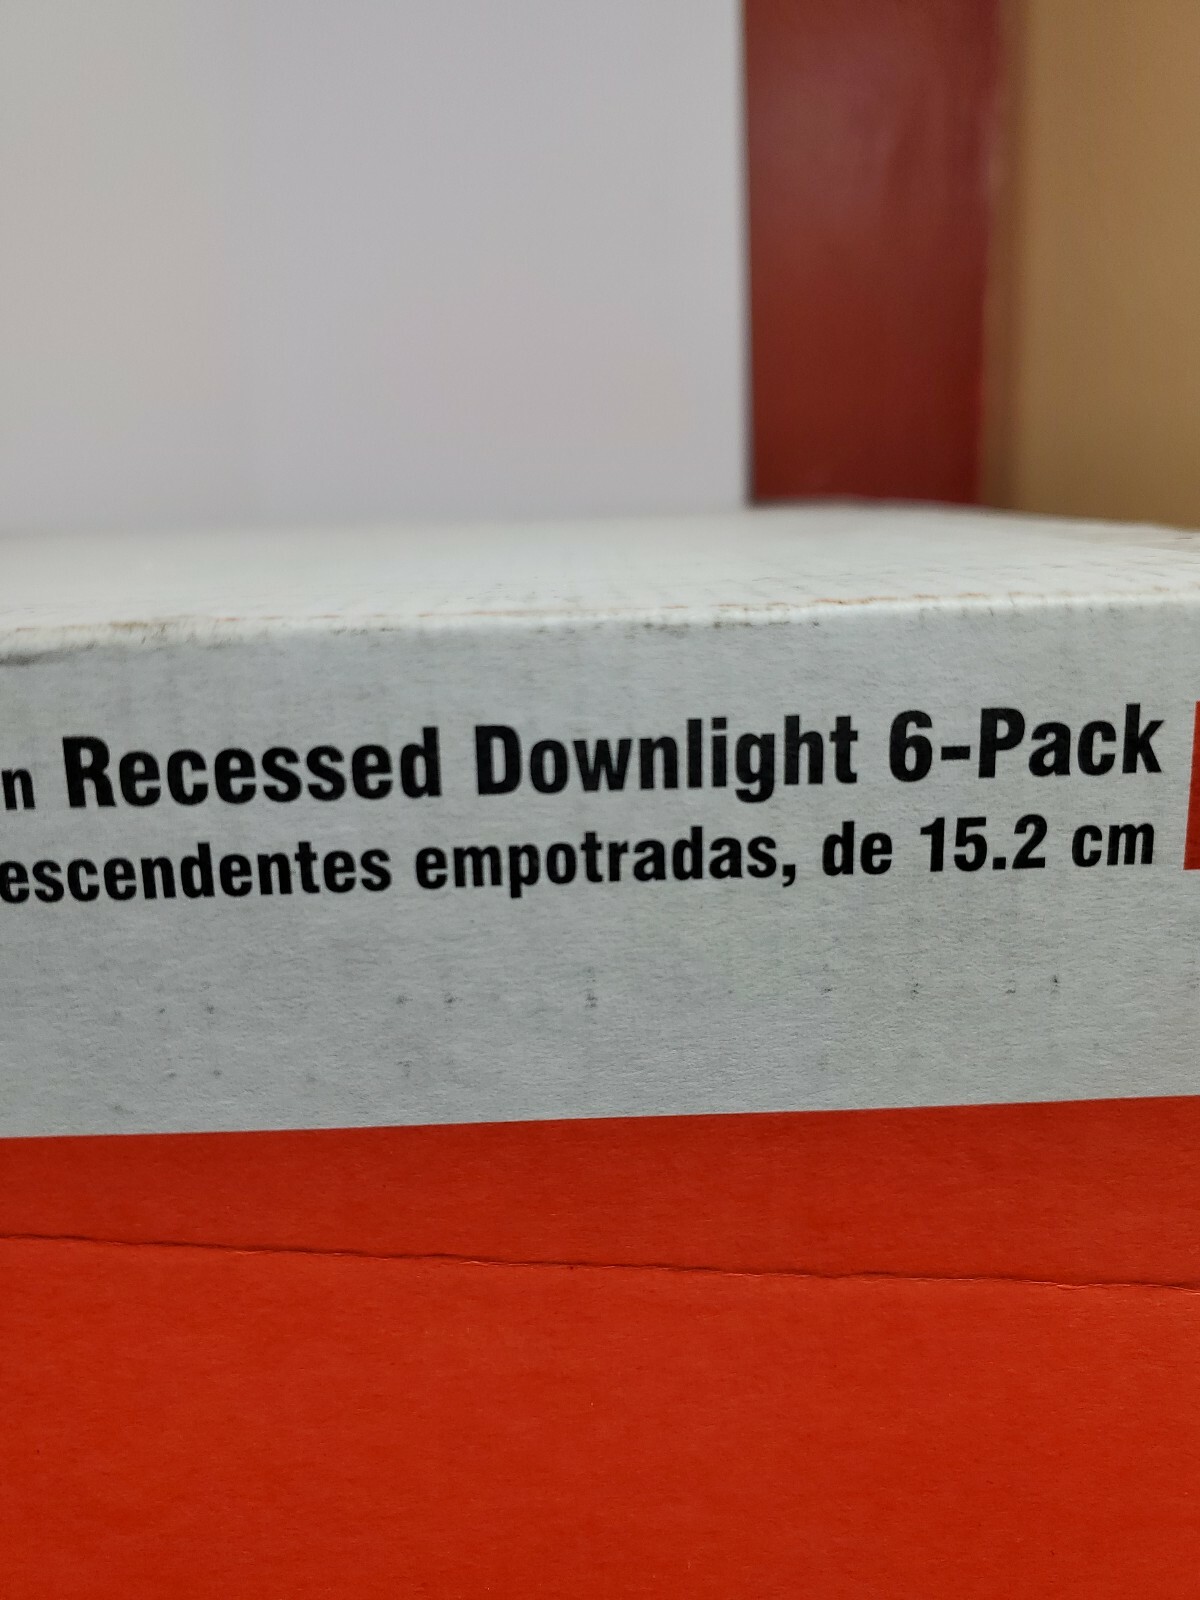 n Recessed Downlight 6-Pack
escendentes empotradas, de 15.2 cm